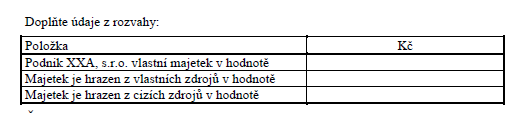 Doplňte údaje z rozvahy:
Položka Kč
Podnik XXA, s.r.o. vlastní majetek v hodnotě
Majetek je hrazen z vlastních zdrojů v hodnotě
Majetek je hrazen z cizích zdrojů v hodnotě